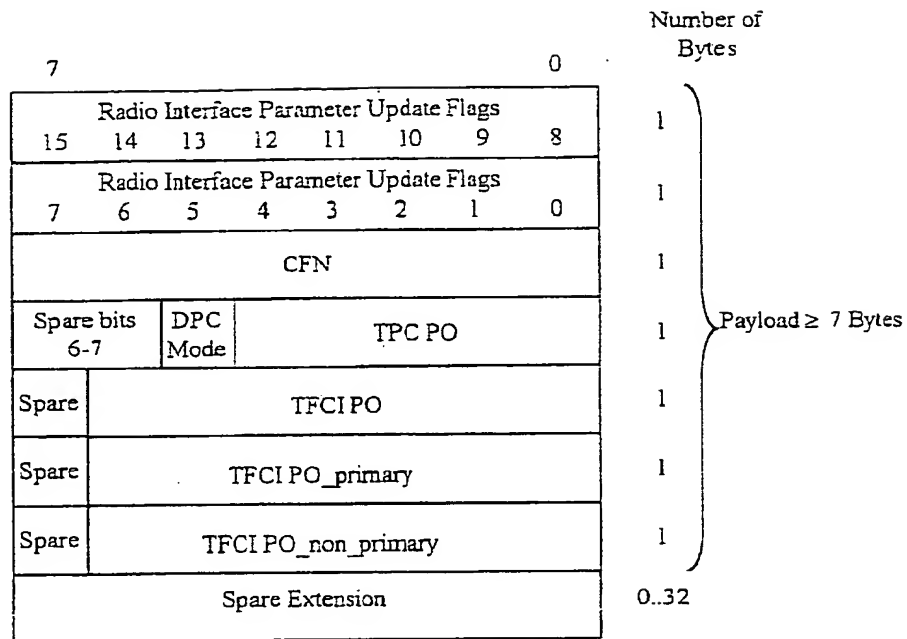 Number of
Bytes
7 0
Radio Interface Parameter Update Flags
15 14 13 12 11 10 9 8
1
Radio Interface Parameter Update Flags
7 6 5 4 3 2 1 0
1
CFN
1
Spare bits
6-7
DPC
Mode
TPC PO
1
Payload ≥ 7 Bytes
Spare
TFCI PO
1
Spare
TFCI PO_primary
1
Spare
TFCI PO_non_primary
1
Spare Extension
0..32